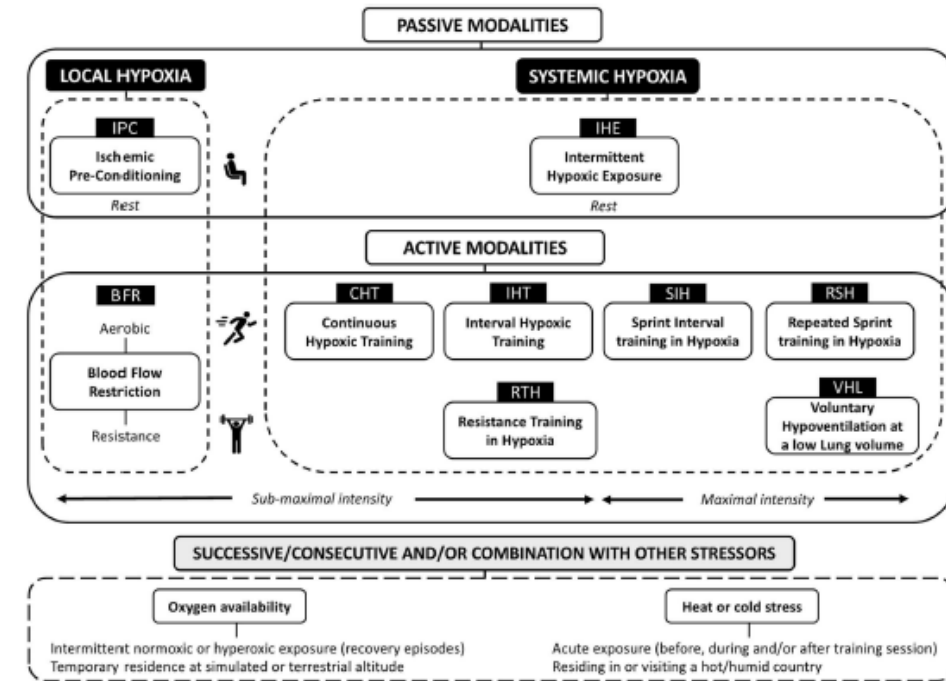 PASSIVE MODALITIES
LOCAL HYPOXIA
SYSTEMIC HYPOXIA
IPC
Ischemic
Pre-Conditioning
Rest
IHE
Intermittent
Hypoxic Exposure
Rest
ACTIVE MODALITIES
BFR
Aerobic
Blood Flow
Restriction
Resistance
CHT
Continuous
Hypoxic Training
IHT
Interval Hypoxic
Training
SIH
Sprint Interval
training in Hypoxia
RSH
Repeated Sprint
training in Hypoxia
RTH
Resistance Training
in Hypoxia
VHL
Voluntary
Hypoventilation at
a low Lung volume
Sub-maximal intensity
Maximal intensity
SUCCESSIVE/CONSECUTIVE AND/OR COMBINATION WITH OTHER STRESSORS
Oxygen availability
Intermittent normoxic or hyperoxic exposure (recovery episodes)
Temporary residence at simulated or terrestrial altitude
Heat or cold stress
Acute exposure (before, during and/or after training session)
Residing in or visiting a hot/humid country